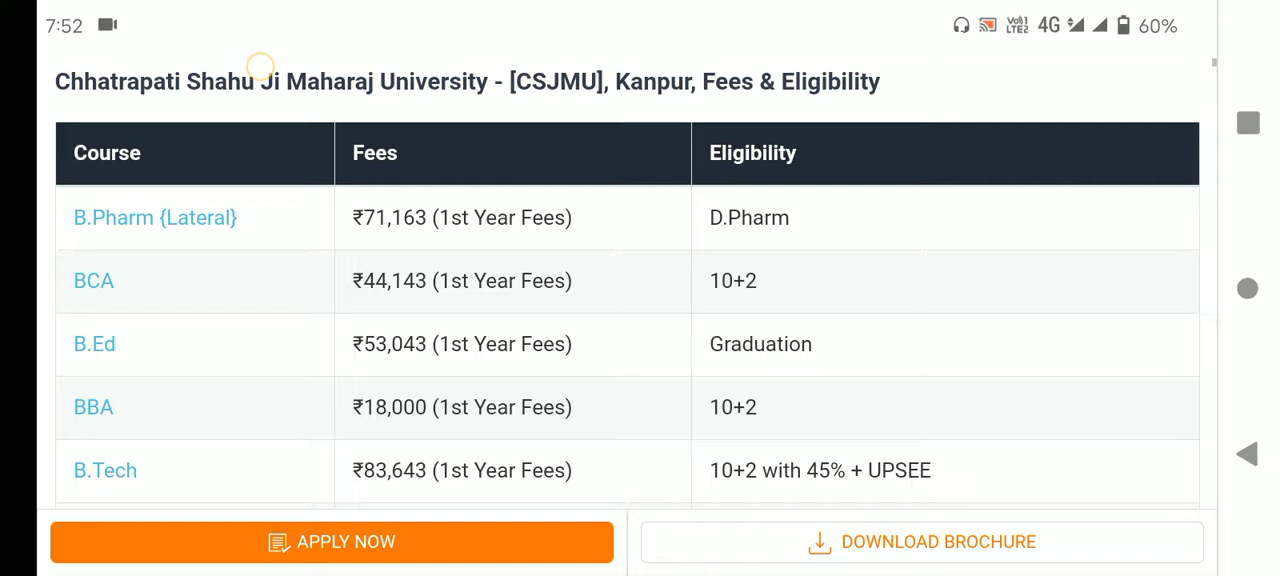 7:52 Vo) LTE2 4G 60%
Chhatrapati Shahu Ji Maharaj University - [CSJMU], Kanpur, Fees & Eligibility
Course Fees Eligibility
B.Pharm {Lateral} ₹71,163 (1st Year Fees) D.Pharm
BCA ₹44,143 (1st Year Fees) 10+2
B.Ed ₹53,043 (1st Year Fees) Graduation
BBA ₹18,000 (1st Year Fees) 10+2
B.Tech ₹83,643 (1st Year Fees) 10+2 with 45% + UPSEE
APPLY NOW DOWNLOAD BROCHURE